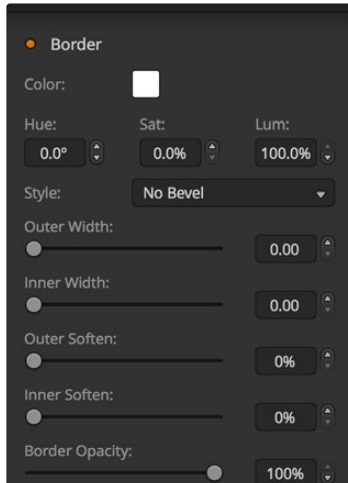 Border
Color:
Hue: Sat: Lum:
0.0° 0.0% 100.0%
Style: No Bevel
Outer Width:
0.00
Inner Width:
0.00
Outer Soften:
0%
Inner Soften:
0%
Border Opacity:
100%